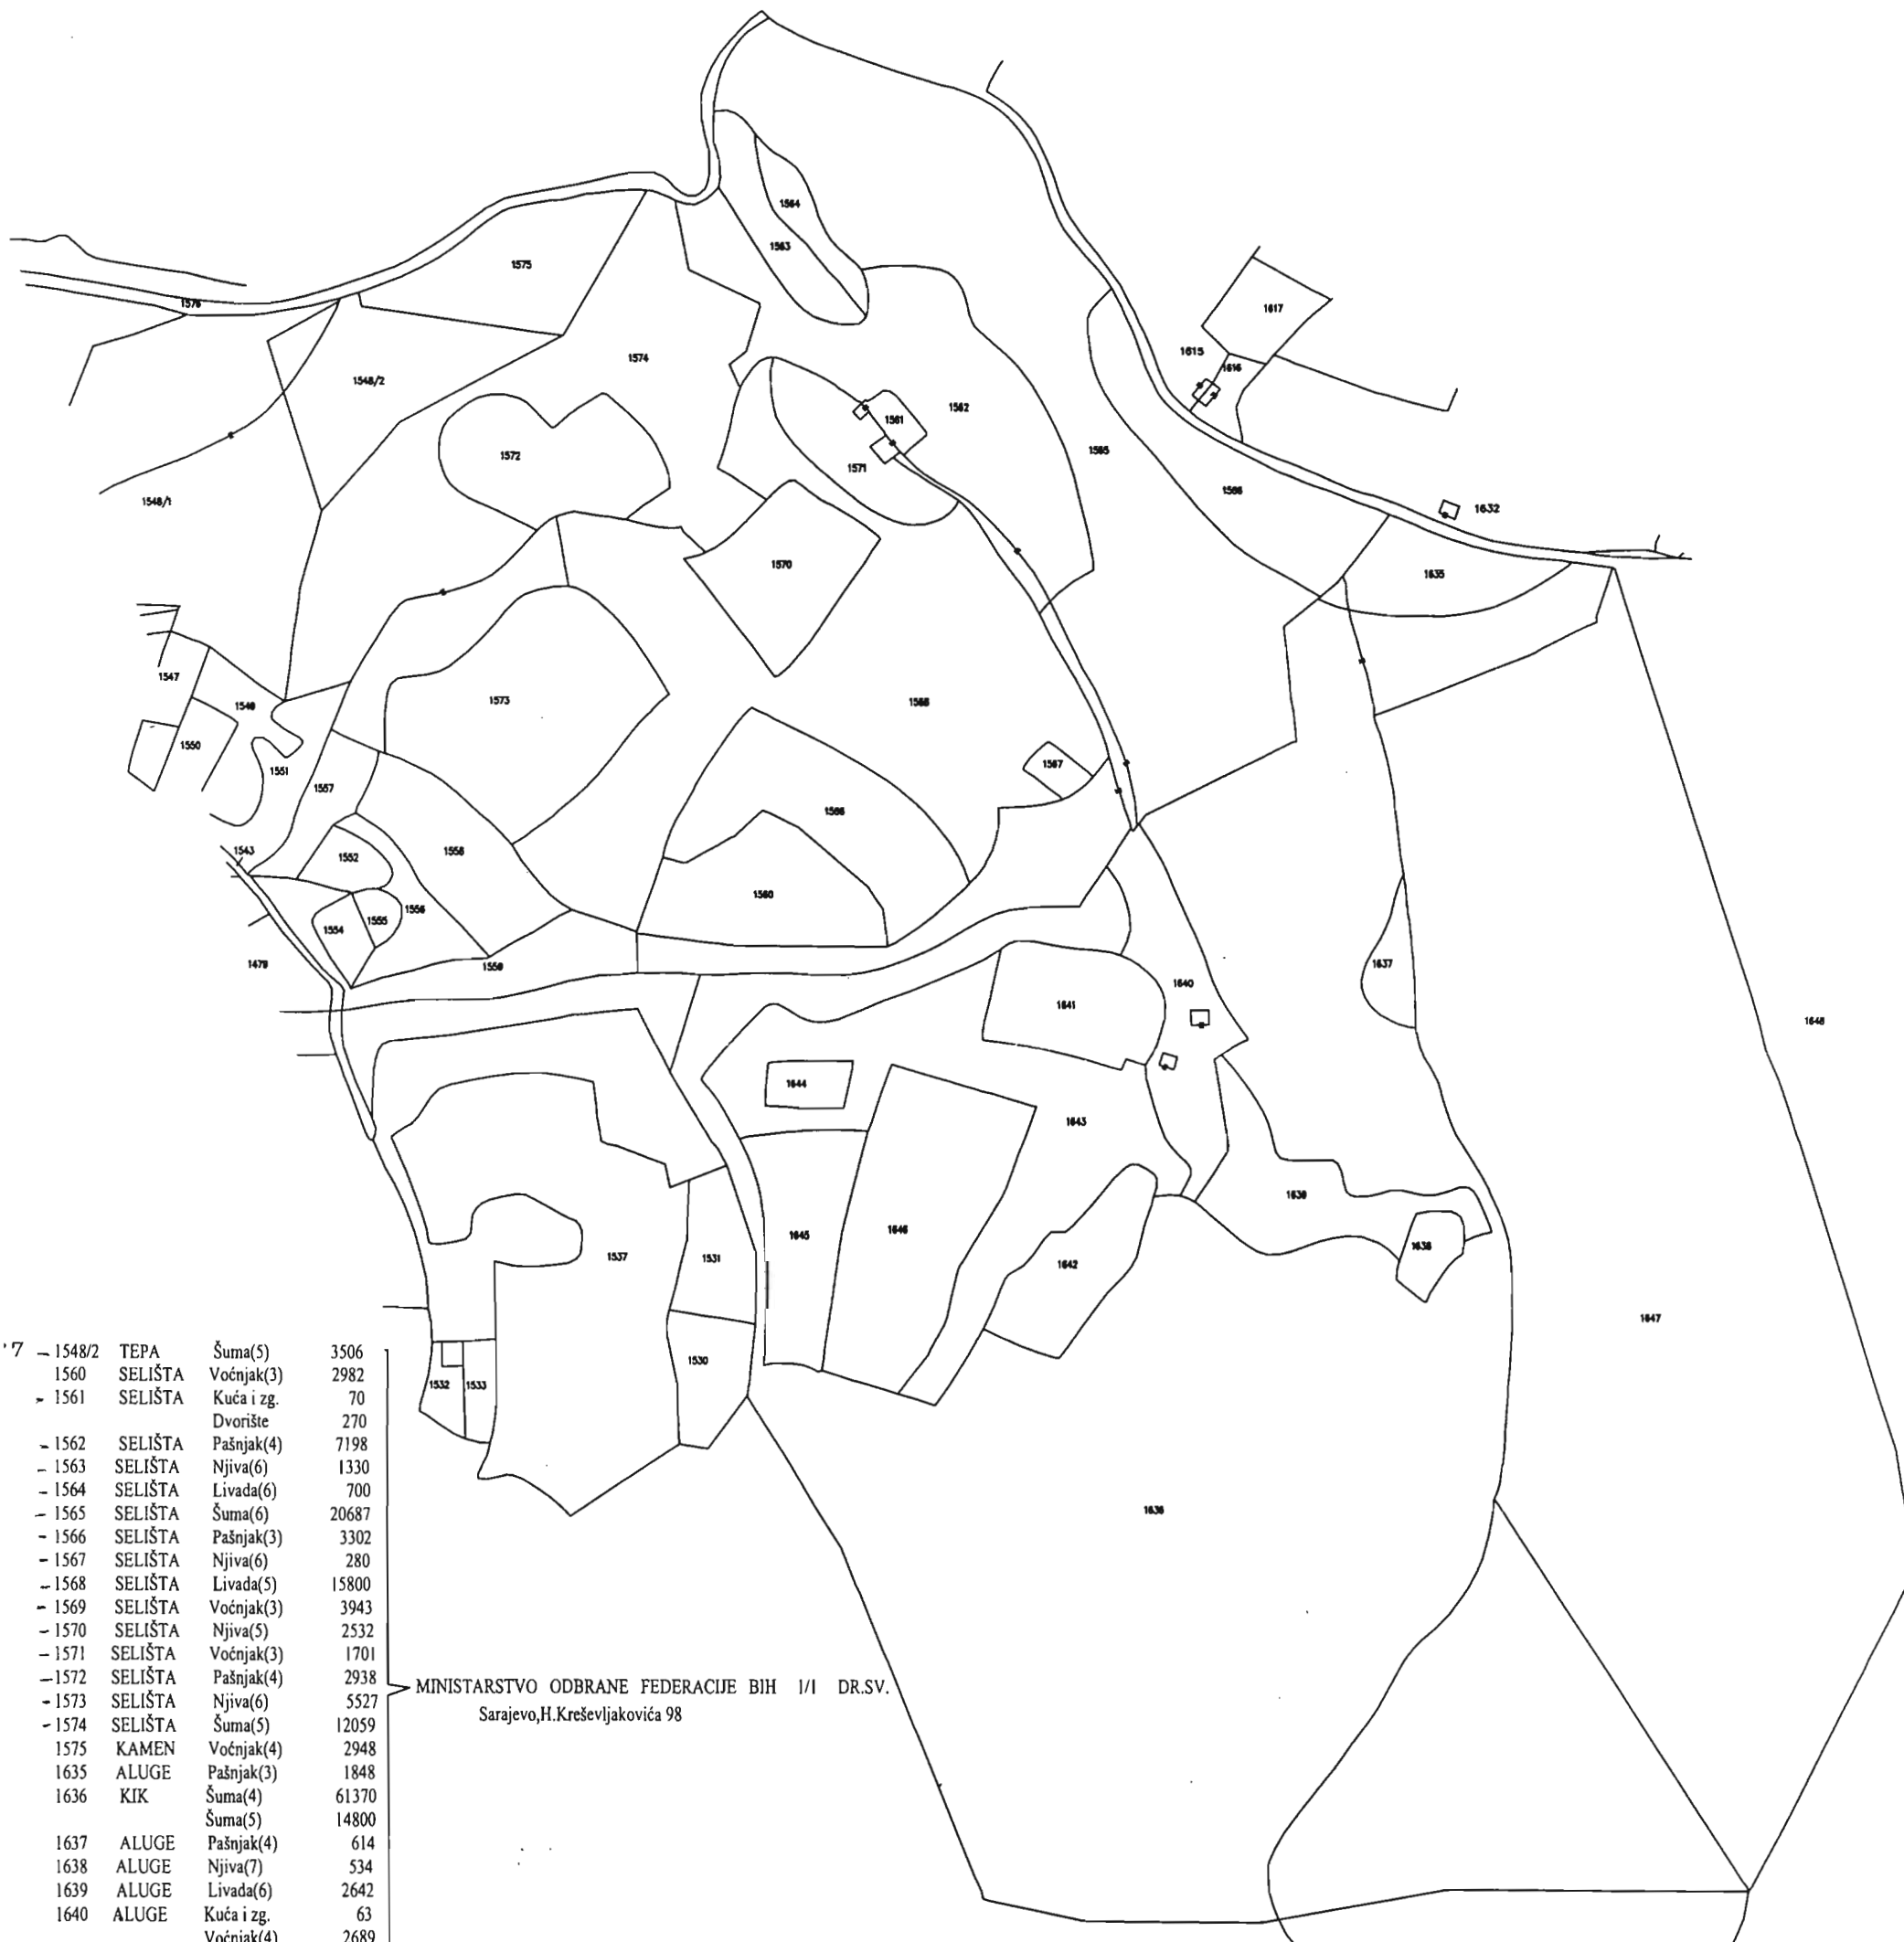 1564
1563
1575
1576
1617
1574
1615
1616
1548/2
1562
1561
1565
1572
1571
1548/1
1566
1632
1570
1635
1547
1549
1573
1568
1550
1551
1567
1557
1543
1552
1558
1560
1556
1555
1554
1479
1559
1637
1640
1641
1648
1644
1643
1639
1645
1646
1638
1537
1531
1642
1647
1530
1532
1533
1636
'7 – 1548/2 TEPA Šuma(5) 3506
1560 SELIŠTA Voćnjak(3) 2982
- 1561 SELIŠTA Kuća i zg. 70
Dvorište 270
- 1562 SELIŠTA Pašnjak(4) 7198
- 1563 SELIŠTA Njiva(6) 1330
- 1564 SELIŠTA Livada(6) 700
- 1565 SELIŠTA Šuma(6) 20687
- 1566 SELIŠTA Pašnjak(3) 3302
- 1567 SELIŠTA Njiva(6) 280
- 1568 SELIŠTA Livada(5) 15800
- 1569 SELIŠTA Voćnjak(3) 3943
- 1570 SELIŠTA Njiva(5) 2532
- 1571 SELIŠTA Voćnjak(3) 1701
- 1572 SELIŠTA Pašnjak(4) 2938
- 1573 SELIŠTA Njiva(6) 5527
- 1574 SELIŠTA Šuma(5) 12059
1575 KAMEN Voćnjak(4) 2948
1635 ALUGE Pašnjak(3) 1848
1636 KIK Šuma(4) 61370
Šuma(5) 14800
1637 ALUGE Pašnjak(4) 614
1638 ALUGE Njiva(7) 534
1639 ALUGE Livada(6) 2642
1640 ALUGE Kuća i zg. 63
Voćnjak(4) 2689
MINISTARSTVO ODBRANE FEDERACIJE BIH 1/1 DR.SV.
Sarajevo,H.Kreševljakovića 98